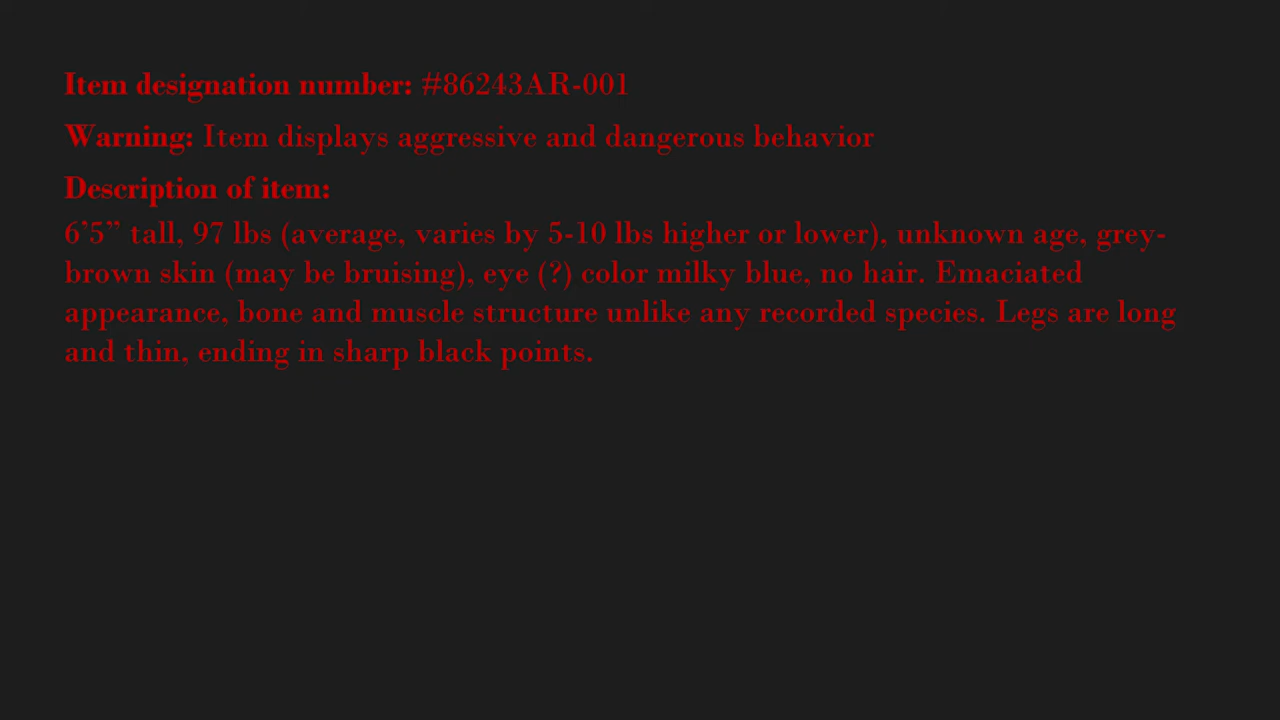 Item designation number: #86243AR-001
Warning: Item displays aggressive and dangerous behavior
Description of item:
6’5” tall, 97 lbs (average, varies by 5-10 lbs higher or lower), unknown age, grey-
brown skin (may be bruising), eye (?) color milky blue, no hair. Emaciated
appearance, bone and muscle structure unlike any recorded species. Legs are long
and thin, ending in sharp black points.